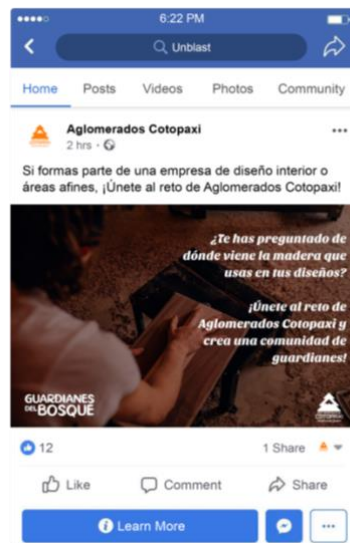 6:22 PM
Unblast
Home Posts Videos Photos Community
Aglomerados Cotopaxi
2 hrs
Si formas parte de una empresa de diseño interior o
áreas afines, ¡Únete al reto de Aglomerados Cotopaxi!
¿Te has preguntado de
dónde viene la madera que
usas en tus diseños?
¡Únete al reto de
Aglomerados Cotopaxi y
crea una comunidad de
guardianes!
GUARDIANES
DEL BOSQUE
12
1 Share
Like Comment Share
Learn More